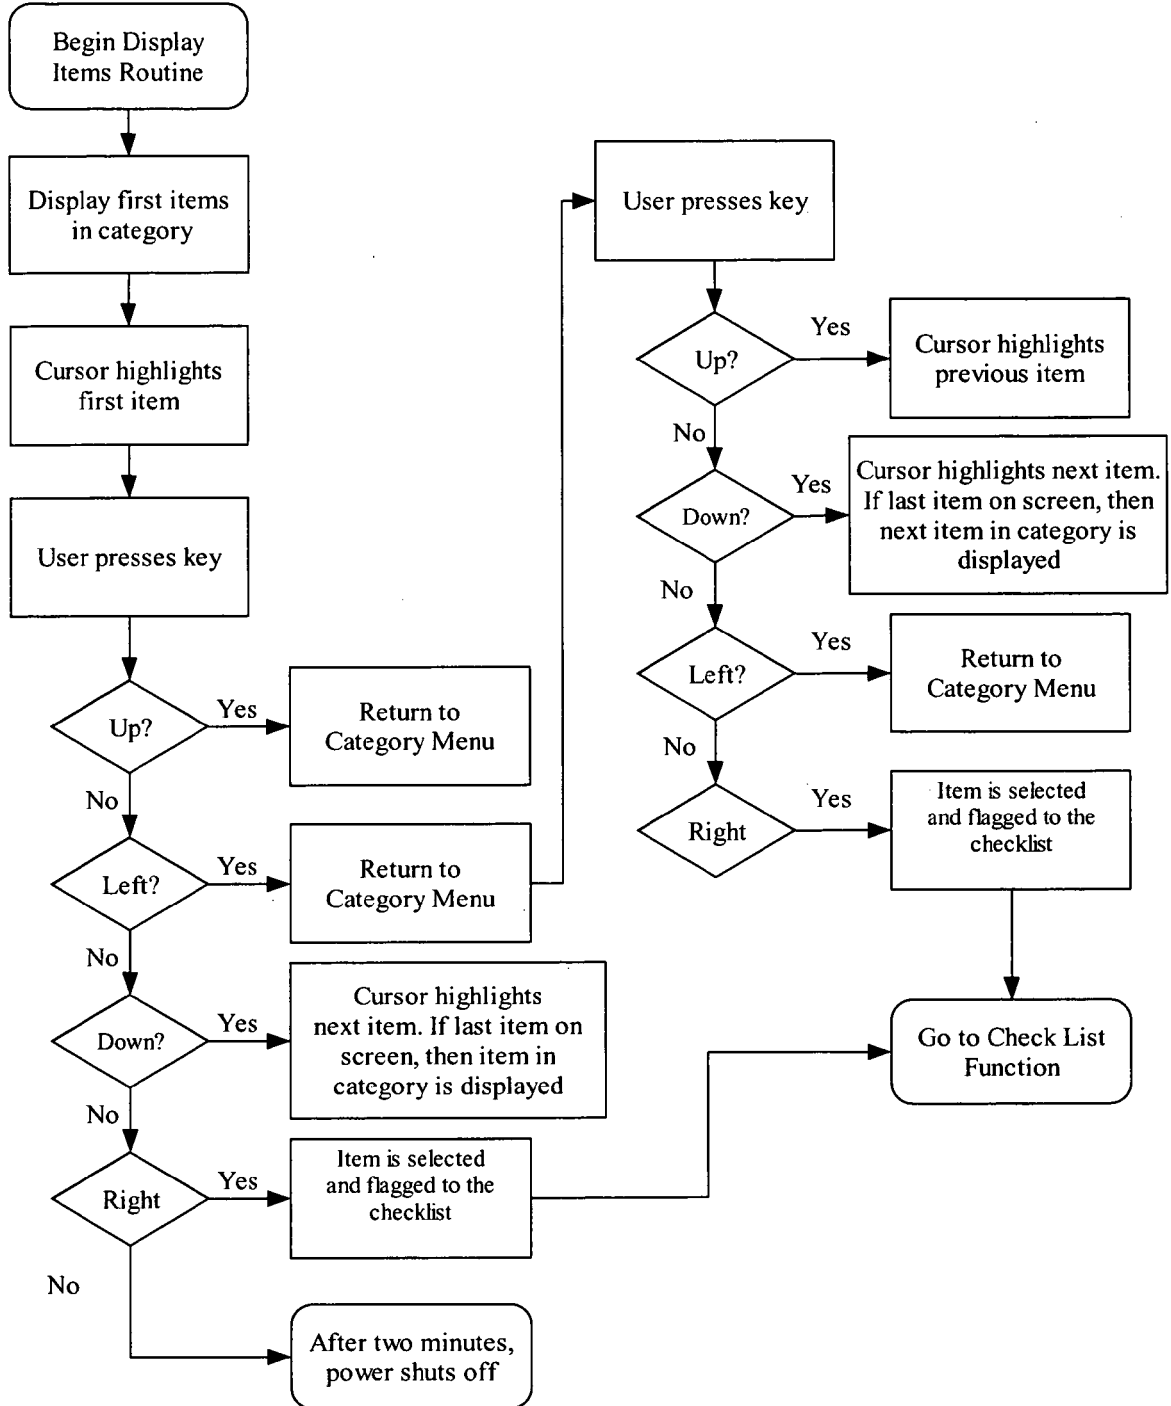 Begin Display
Items Routine
Display first items
in category
Cursor highlights
first item
User presses key
Up?
Yes
Return to
Category Menu
No
Left?
Yes
Return to
Category Menu
No
Down?
Yes
Cursor highlights
next item. If last item on
screen, then item in
category is displayed
No
Right
Yes
Item is selected
and flagged to the
checklist
No
After two minutes,
power shuts off
User presses key
Up?
Yes
Cursor highlights
previous item
No
Down?
Yes
Cursor highlights next item.
If last item on screen, then
next item in category is
displayed
No
Left?
Yes
Return to
Category Menu
No
Right
Yes
Item is selected
and flagged to the
checklist
Go to Check List
Function